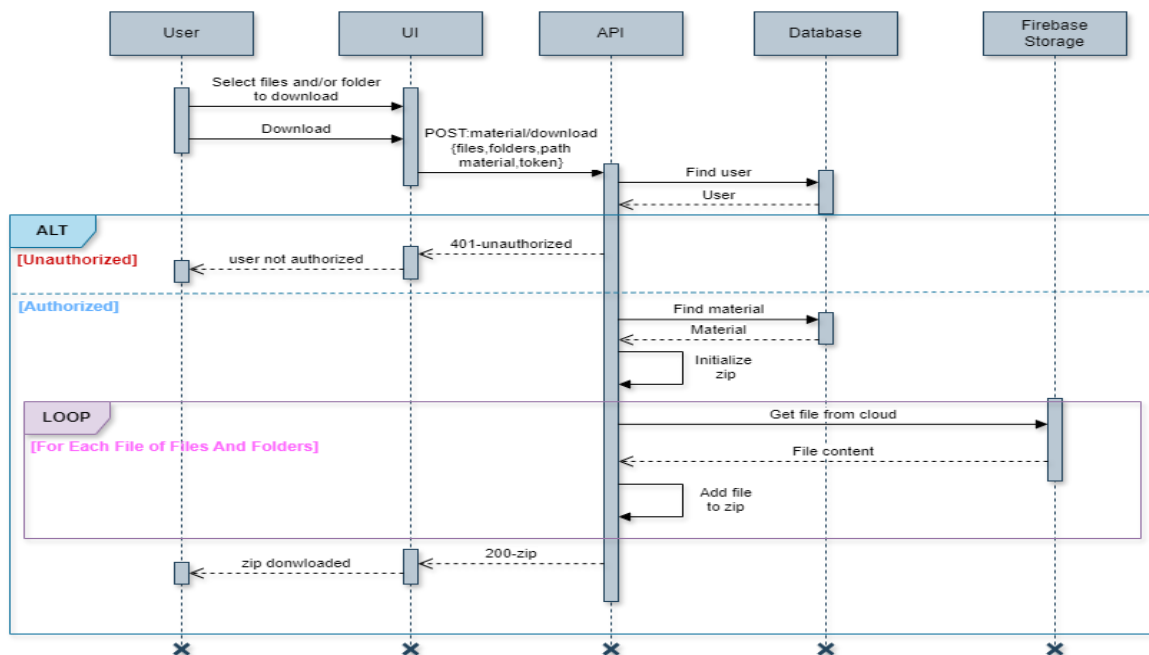 User
UI
API
Database
Firebase
Storage
Select files and/or folder
to download
Download
POST:material/download
{files,folders,path
material,token}
Find user
User
ALT
[Unauthorized]
401-unauthorized
user not authorized
[Authorized]
Find material
Material
Initialize
zip
LOOP
[For Each File of Files And Folders]
Get file from cloud
File content
Add file
to zip
200-zip
zip donwloaded